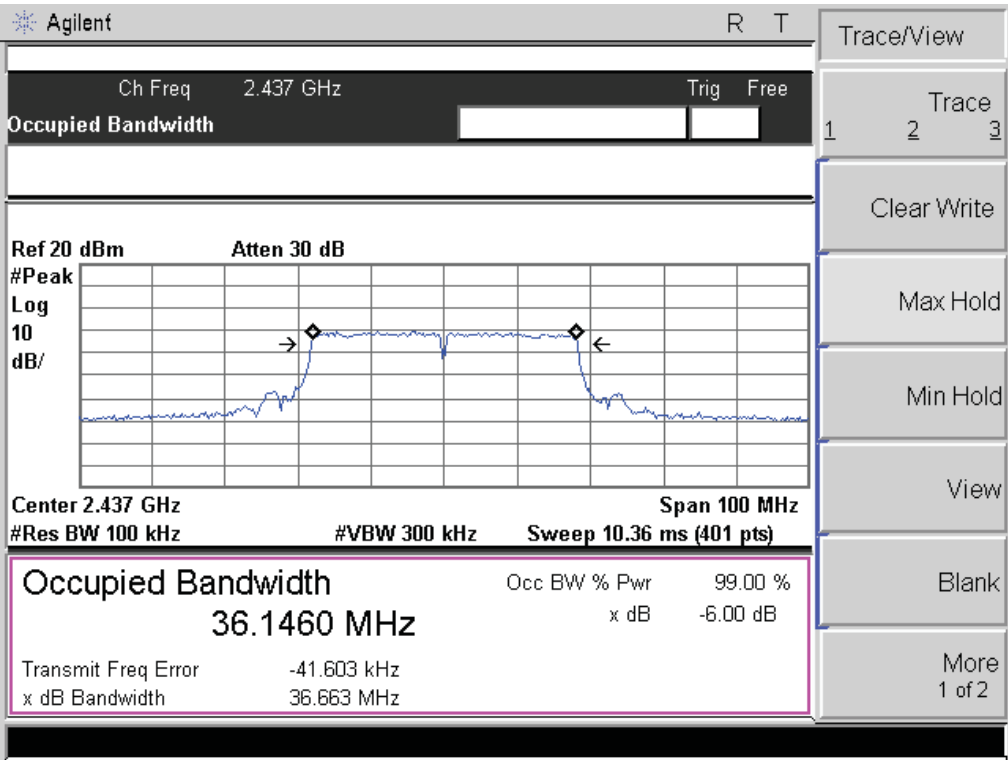 Agilent R T
Trace/View
Ch Freq 2.437 GHz Trig Free
Occupied Bandwidth
Trace
1 2 3
Clear Write
Ref 20 dBm Atten 30 dB
#Peak
Log
10
dB/
Max Hold
Min Hold
Center 2.437 GHz Span 100 MHz
#Res BW 100 kHz #VBW 300 kHz Sweep 10.36 ms (401 pts)
View
Occupied Bandwidth
36.1460 MHz
Occ BW % Pwr 99.00 %
x dB -6.00 dB
Transmit Freq Error -41.603 kHz
x dB Bandwidth 36.663 MHz
Blank
More
1 of 2